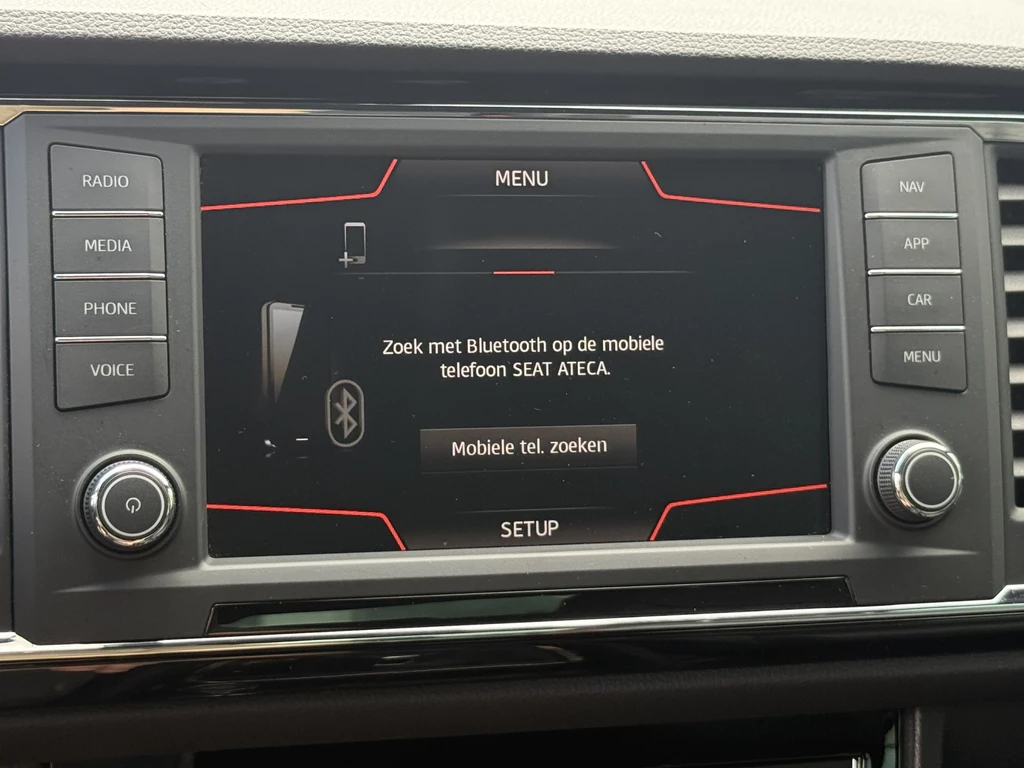 RADIO
MEDIA
PHONE
VOICE
MENU
Zoek met Bluetooth op de mobiele
telefoon SEAT ATECA.
Mobiele tel. zoeken
SETUP
NAV
APP
CAR
MENU